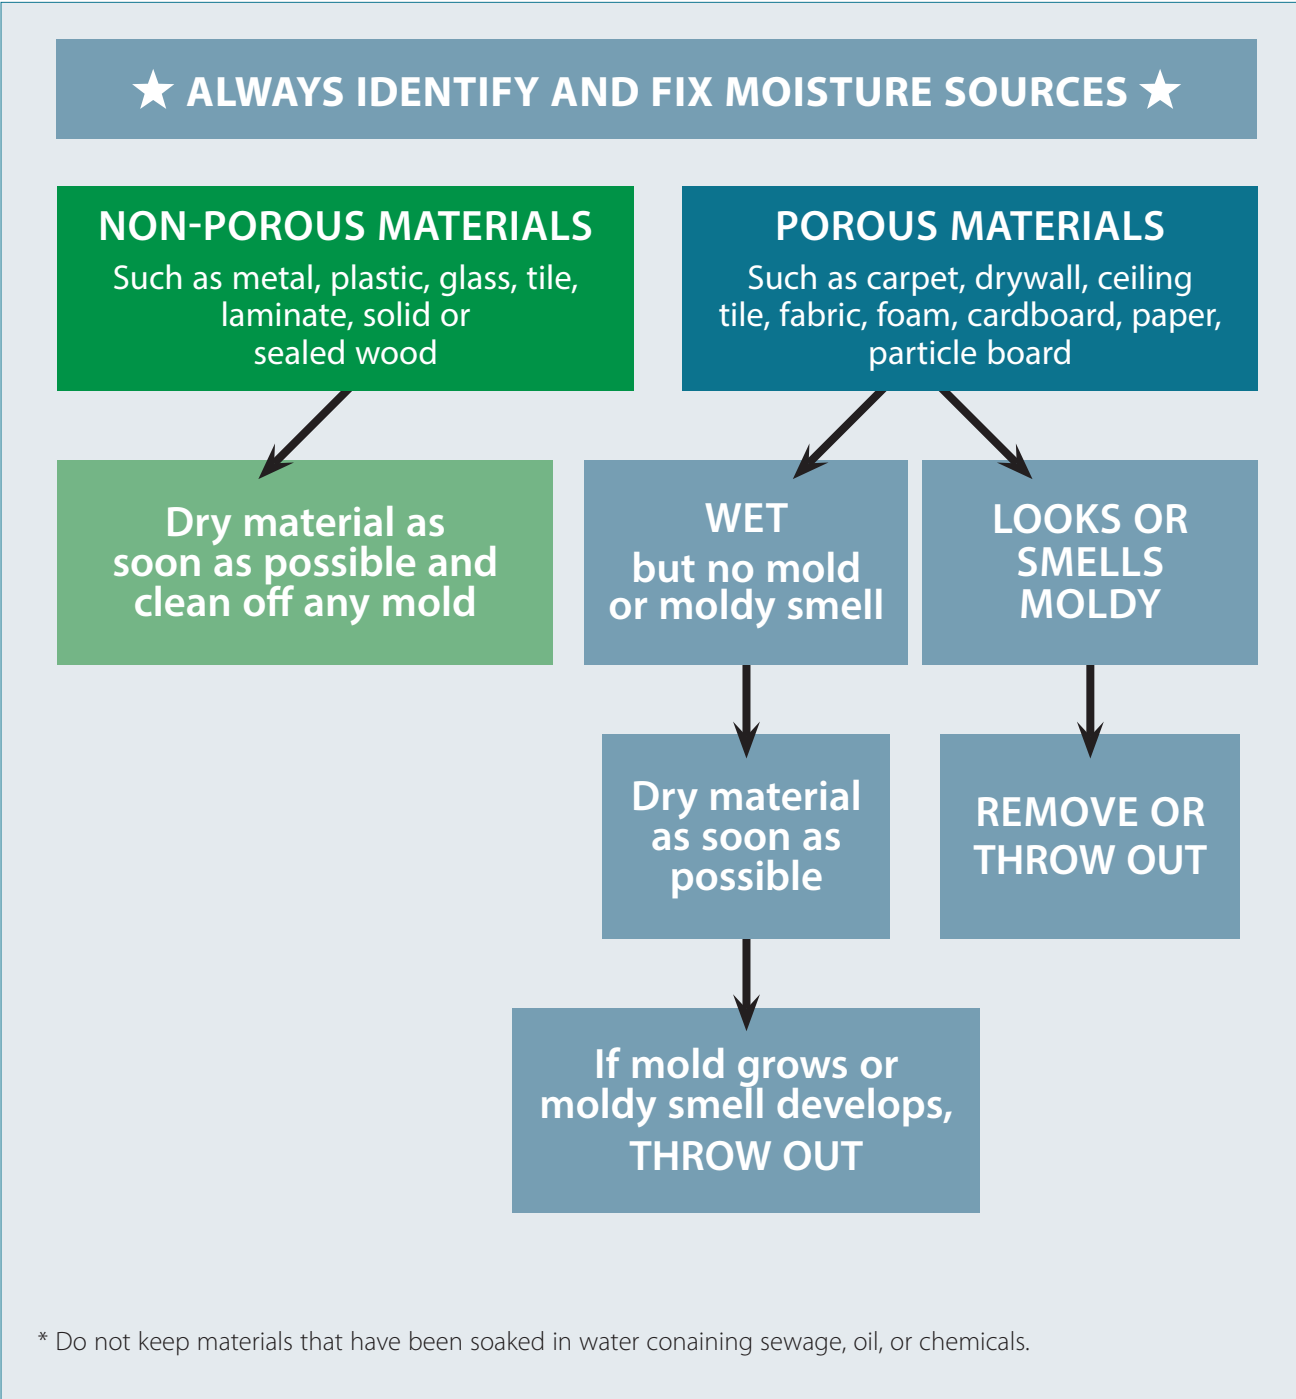 ★ ALWAYS IDENTIFY AND FIX MOISTURE SOURCES ★
NON-POROUS MATERIALS
Such as metal, plastic, glass, tile,
laminate, solid or
sealed wood
POROUS MATERIALS
Such as carpet, drywall, ceiling
tile, fabric, foam, cardboard, paper,
particle board
Dry material as
soon as possible and
clean off any mold
WET
but no mold
or moldy smell
LOOKS OR
SMELLS
MOLDY
Dry material
as soon as
possible
REMOVE OR
THROW OUT
If mold grows or
moldy smell develops,
THROW OUT
* Do not keep materials that have been soaked in water conaining sewage, oil, or chemicals.